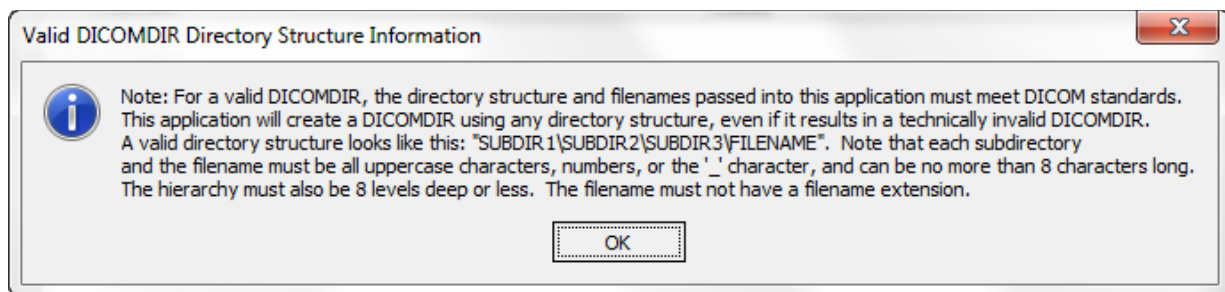 Valid DICOMDIR Directory Structure Information
Note: For a valid DICOMDIR, the directory structure and filenames passed into this application must meet DICOM standards.
This application will create a DICOMDIR using any directory structure, even if it results in a technically invalid DICOMDIR.
A valid directory structure looks like this: "SUBDIR1\SUBDIR2\SUBDIR3\FILENAME".  Note that each subdirectory
and the filename must be all uppercase characters, numbers, or the '_' character, and can be no more than 8 characters long.
The hierarchy must also be 8 levels deep or less.  The filename must not have a filename extension.
OK